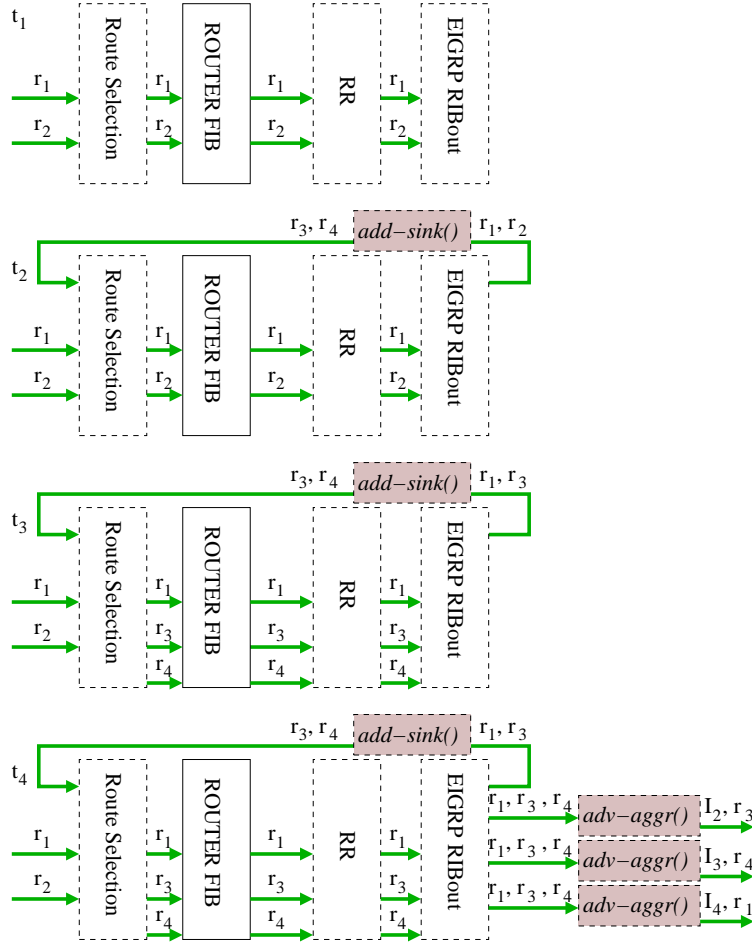 t₁
Route Selection
ROUTER FIB
RR
EIGRP RIBout
r₁ r₁ r₁ r₁
r₂ r₂ r₂ r₂
r₃, r₄ add−sink() r₁, r₂
t₂
Route Selection
ROUTER FIB
RR
EIGRP RIBout
r₁ r₁ r₁ r₁
r₂ r₂ r₂ r₂
r₃, r₄ add−sink() r₁, r₃
t₃
Route Selection
ROUTER FIB
RR
EIGRP RIBout
r₁ r₁ r₁ r₁
r₂ r₃ r₃ r₃
r₄ r₄ r₄
r₃, r₄ add−sink() r₁, r₃
t₄
Route Selection
ROUTER FIB
RR
EIGRP RIBout
r₁, r₃ , r₄ adv−aggr() I₂, r₃
r₁ r₁ r₁ r₁ r₁, r₃ , r₄ adv−aggr() I₃, r₄
r₂ r₃ r₃ r₃ r₁, r₃ , r₄ adv−aggr() I₄, r₁
r₄ r₄ r₄